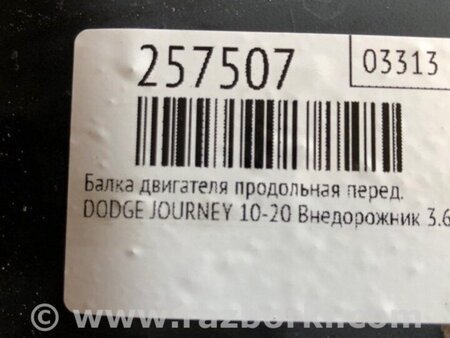 257507
03313
Балка двигателя продольная перед.
DODGE JOURNEY 10-20 Внедорожник 3.6
© www.razborki.com